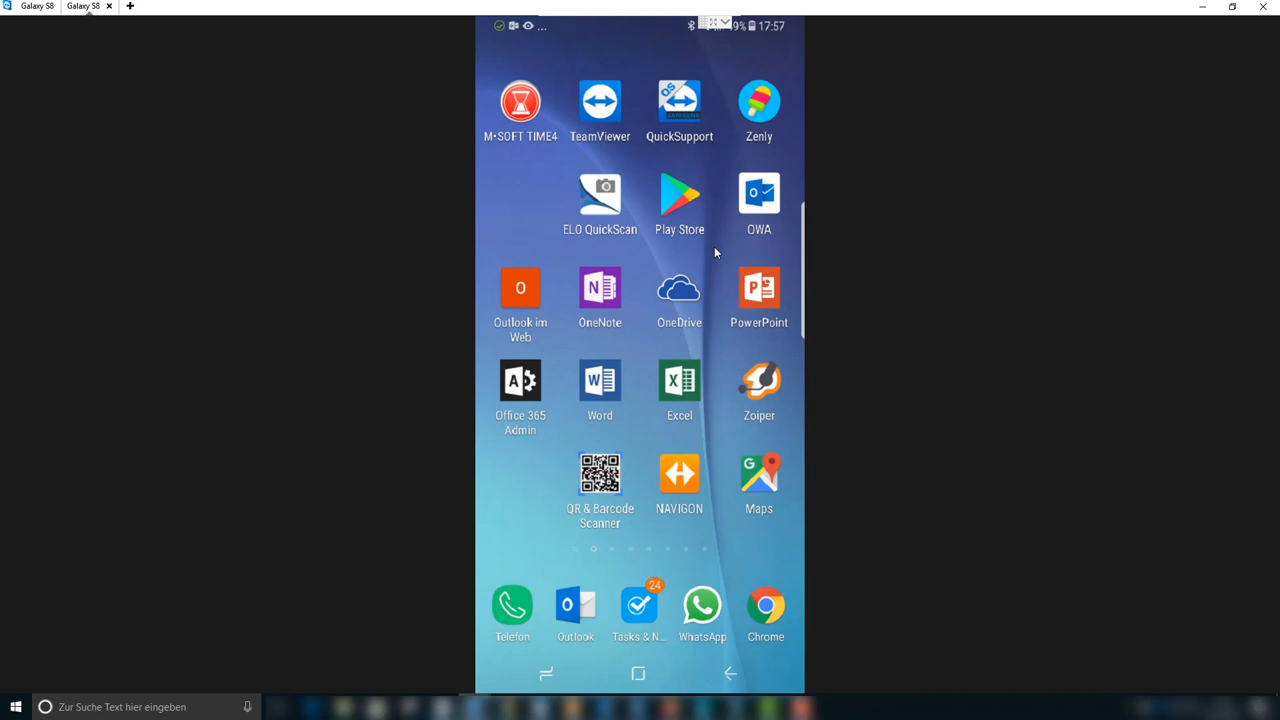 Galaxy S8
Galaxy S8
17:57
M•SOFT TIME4
TeamViewer
QS
SAMSUNG
QuickSupport
Zenly
ELO QuickScan
Play Store
OWA
Outlook im
Web
OneNote
OneDrive
PowerPoint
Office 365
Admin
Word
Excel
Zoiper
QR & Barcode
Scanner
NAVIGON
Maps
24
Telefon
Outlook
Tasks & N...
WhatsApp
Chrome
Zur Suche Text hier eingeben